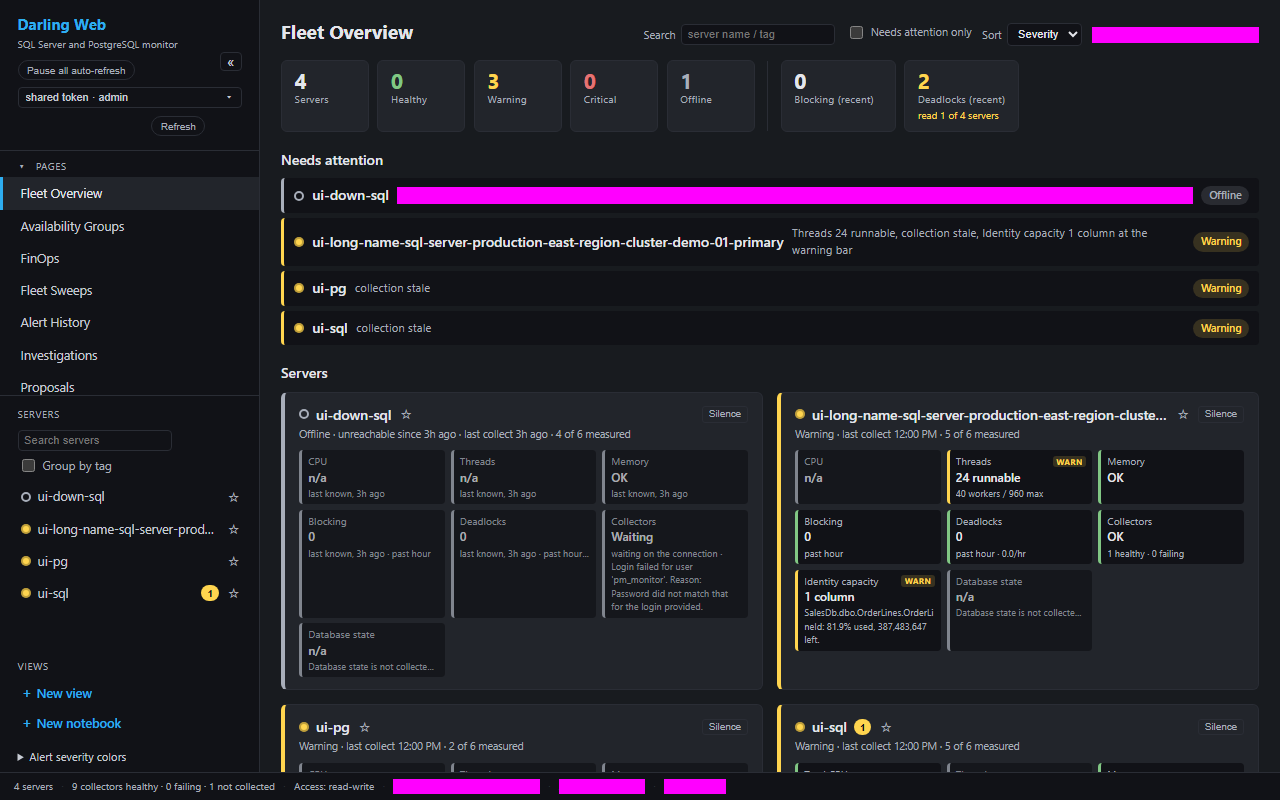 Darling Web
SQL Server and PostgreSQL monitor
Pause all auto-refresh
«
shared token · admin
Refresh
PAGES
Fleet Overview
Availability Groups
FinOps
Fleet Sweeps
Alert History
Investigations
Proposals
SERVERS
Search servers
Group by tag
ui-down-sql
ui-long-name-sql-server-prod...
ui-pg
ui-sql 1
VIEWS
+ New view
+ New notebook
Alert severity colors
Fleet Overview
Search server name / tag Needs attention only Sort Severity
4
Servers
0
Healthy
3
Warning
0
Critical
1
Offline
0
Blocking (recent)
2
Deadlocks (recent)
read 1 of 4 servers
Needs attention
ui-down-sql Offline
ui-long-name-sql-server-production-east-region-cluster-demo-01-primary Threads 24 runnable, collection stale, Identity capacity 1 column at the
warning bar
Warning
ui-pg collection stale Warning
ui-sql collection stale Warning
Servers
ui-down-sql Silence
Offline · unreachable since 3h ago · last collect 3h ago · 4 of 6 measured
CPU
n/a
last known, 3h ago
Threads
n/a
last known, 3h ago
Memory
OK
last known, 3h ago
Blocking
0
last known, 3h ago · past hour
Deadlocks
0
last known, 3h ago · past hour...
Collectors
Waiting
waiting on the connection ·
Login failed for user
'pm_monitor'. Reason:
Password did not match that
for the login provided.
Database state
n/a
Database state is not collecte...
ui-long-name-sql-server-production-east-region-cluste... Silence
Warning · last collect 12:00 PM · 5 of 6 measured
CPU
n/a
Threads WARN
24 runnable
40 workers / 960 max
Memory
OK
Blocking
0
past hour
Deadlocks
0
past hour · 0.0/hr
Collectors
OK
1 healthy · 0 failing
Identity capacity WARN
1 column
SalesDb.dbo.OrderLines.OrderLi
neId: 81.9% used, 387,483,647
left.
Database state
n/a
Database state is not collecte...
ui-pg Silence
Warning · last collect 12:00 PM · 2 of 6 measured
ui-sql 1 Silence
Warning · last collect 12:00 PM · 5 of 6 measured
4 servers · 9 collectors healthy · 0 failing · 1 not collected · Access: read-write